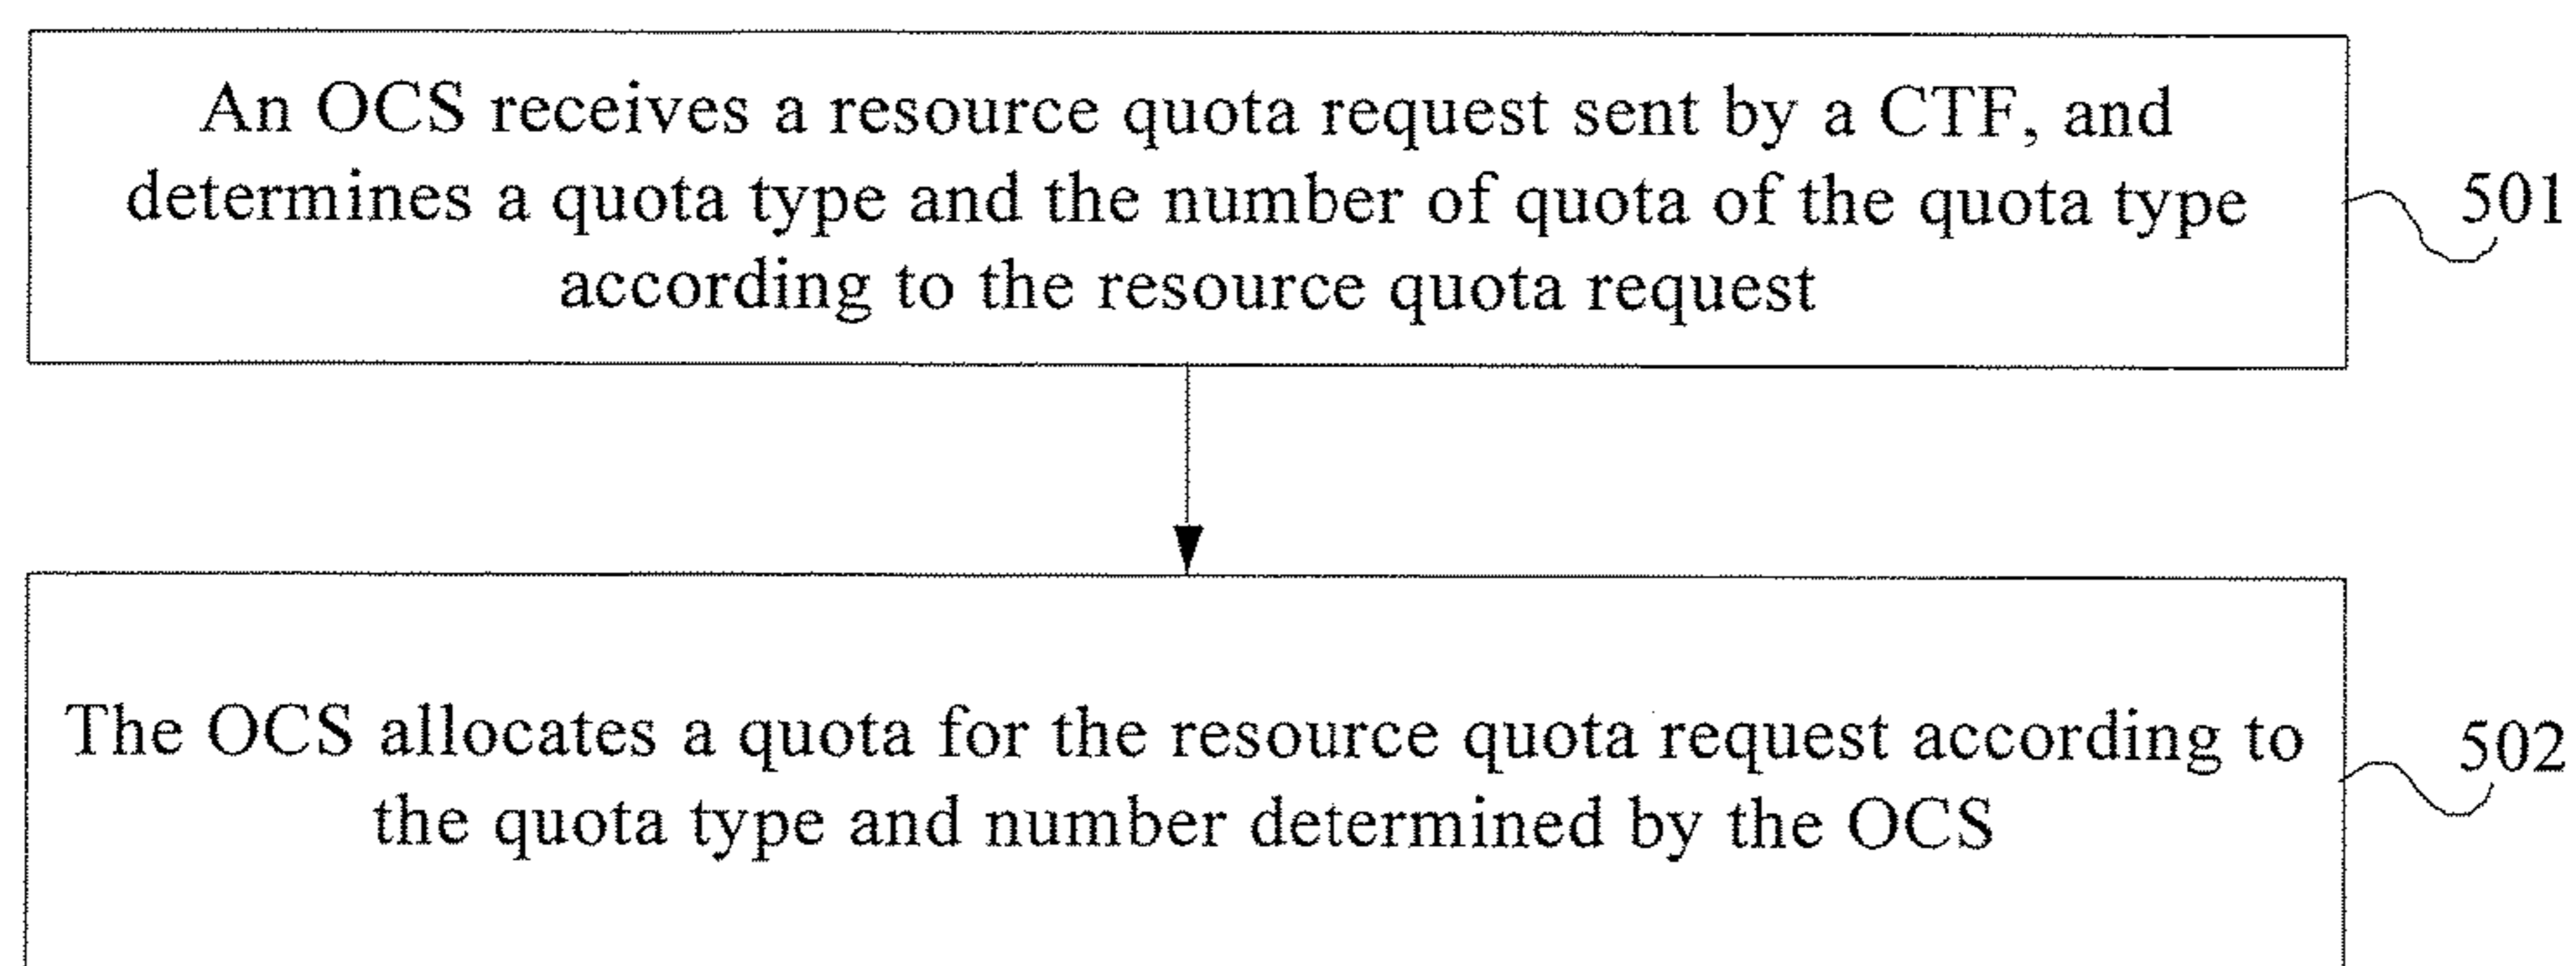 An OCS receives a resource quota request sent by a CTF, and
determines a quota type and the number of quota of the quota type
according to the resource quota request
501
The OCS allocates a quota for the resource quota request according to
the quota type and number determined by the OCS
502